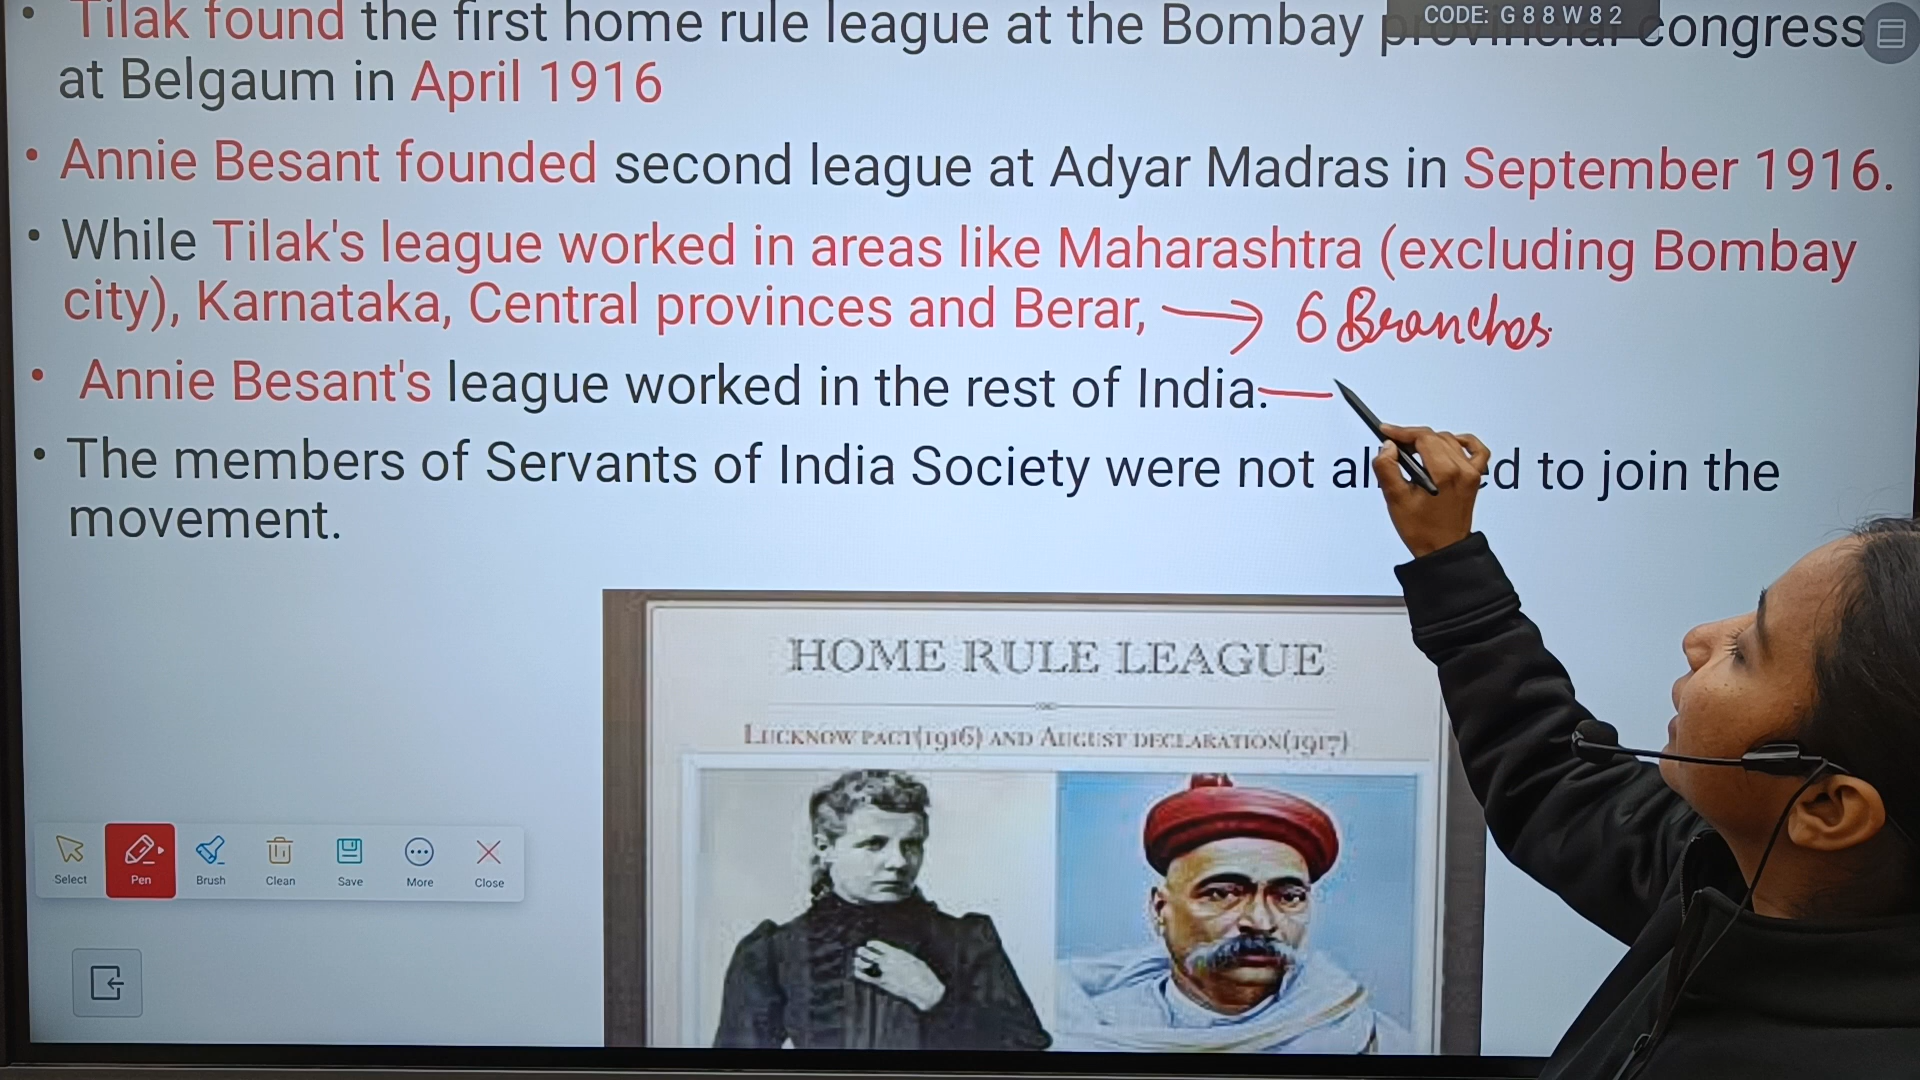 CODE: G88W82
• Tilak found the first home rule league at the Bombay provincial congress
at Belgaum in April 1916
• Annie Besant founded second league at Adyar Madras in September 1916.
• While Tilak's league worked in areas like Maharashtra (excluding Bombay
city), Karnataka, Central provinces and Berar, → 6 Branches.
• Annie Besant's league worked in the rest of India.
• The members of Servants of India Society were not al ed to join the
movement.
HOME RULE LEAGUE
LUCKNOW PACT(1916) AND AUGUST DECLARATION(1917)
Select Pen Brush Clean Save More Close